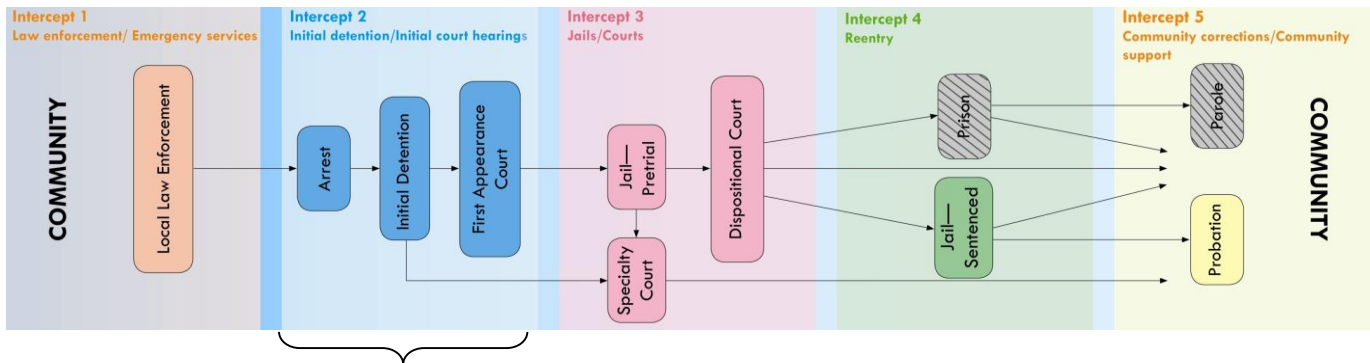 Intercept 1
Law enforcement/ Emergency services
COMMUNITY
Local Law Enforcement
Intercept 2
Initial detention/Initial court hearings
Arrest
Initial Detention
First Appearance
Court
Intercept 3
Jails/Courts
Jail—
Pretrial
Specialty
Court
Dispositional Court
Intercept 4
Reentry
Prison
Jail—
Sentenced
Intercept 5
Community corrections/Community
support
Parole
Probation
COMMUNITY